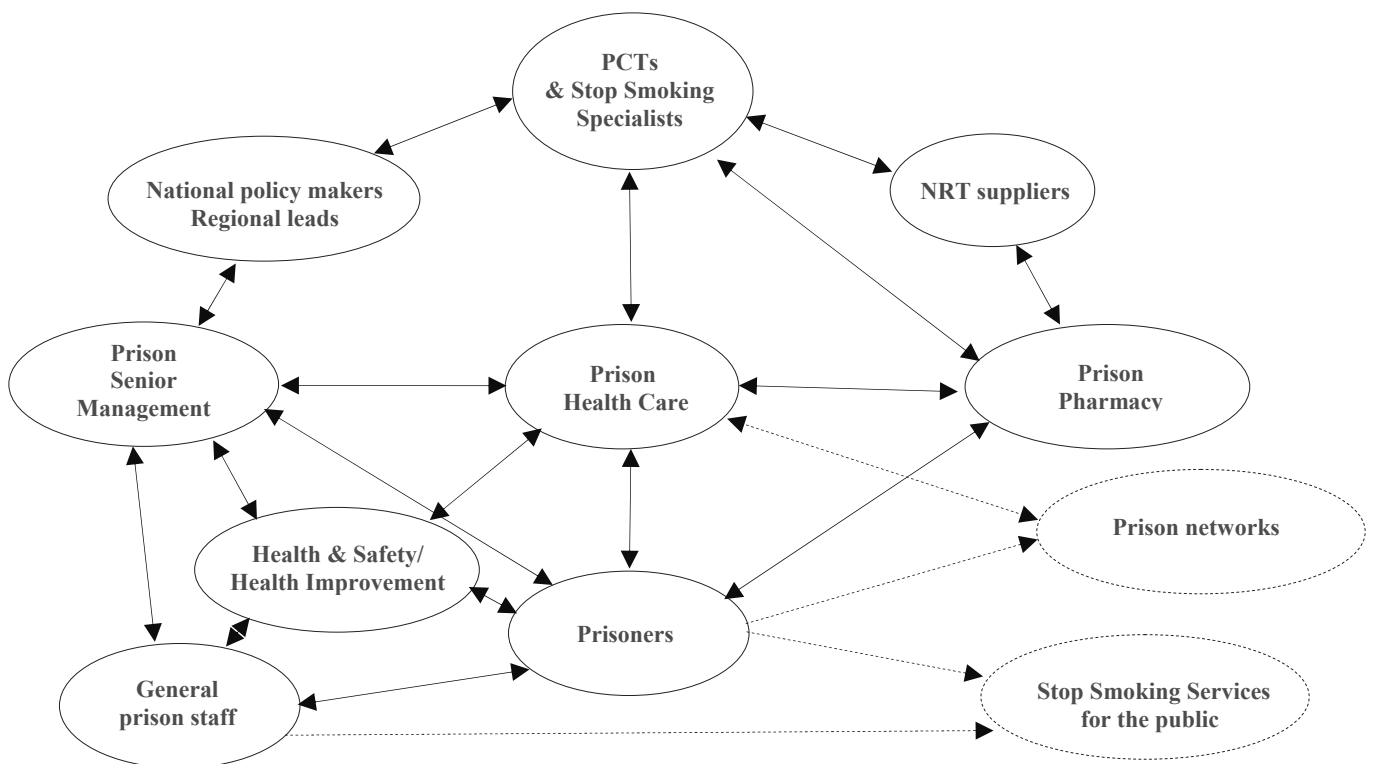 PCTs
& Stop Smoking
Specialists
National policy makers
Regional leads
NRT suppliers
Prison
Senior
Management
Prison
Health Care
Prison
Pharmacy
Prison networks
Health & Safety/
Health Improvement
Prisoners
General
prison staff
Stop Smoking Services
for the public